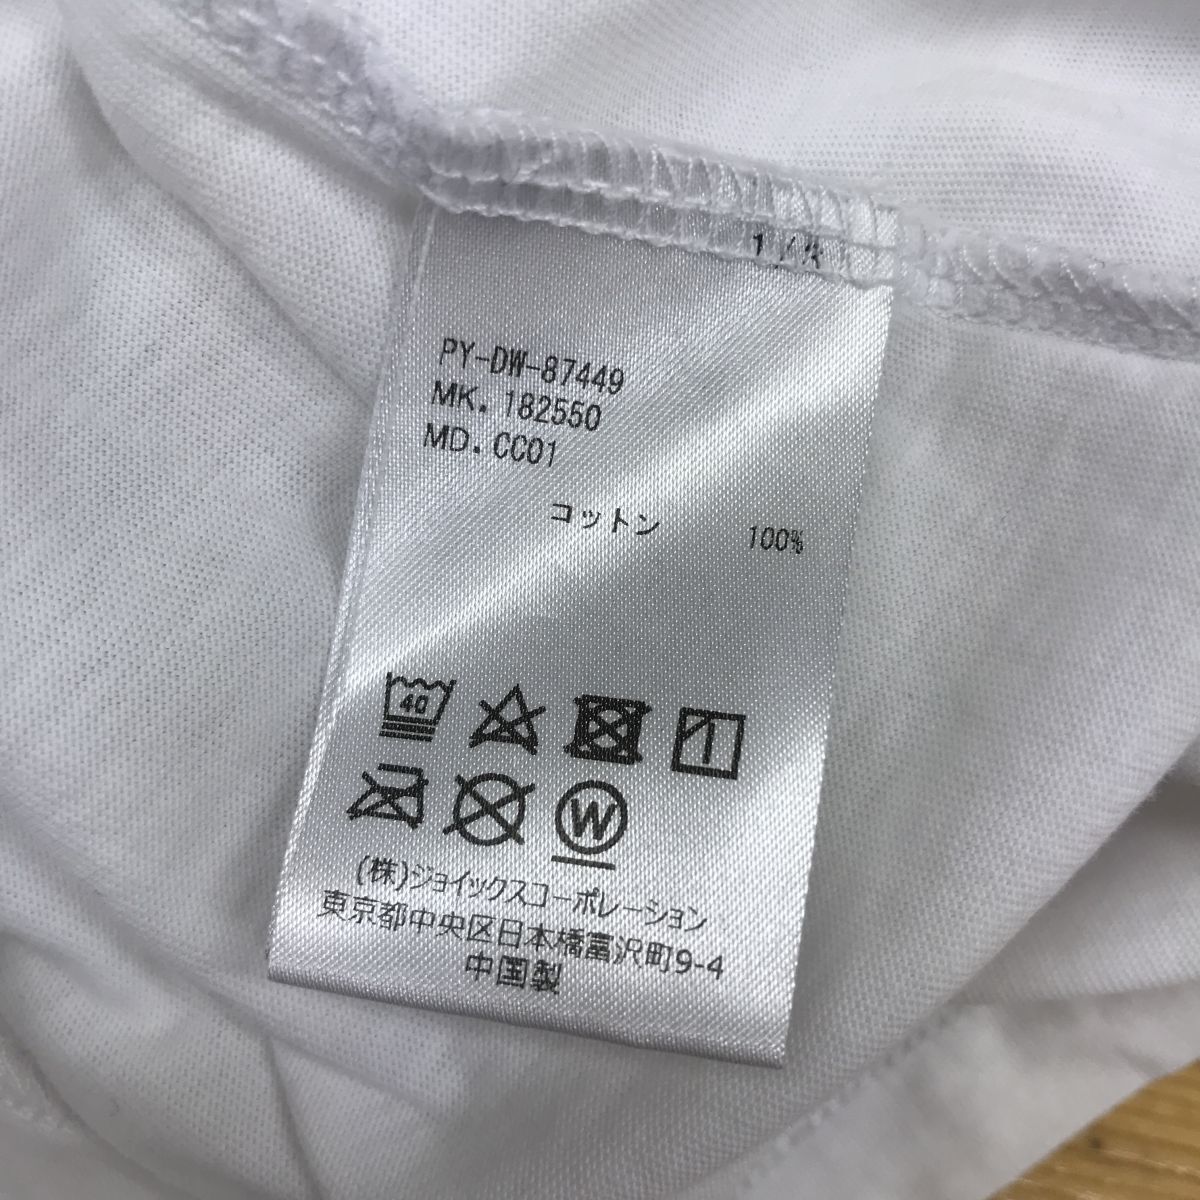 PY-DW-87449
MK. 182550
MD. CC01
コットン 100%
40
W
(株)ジョイックスコーポレーション
東京都中央区日本橋富沢町9-4
中国製